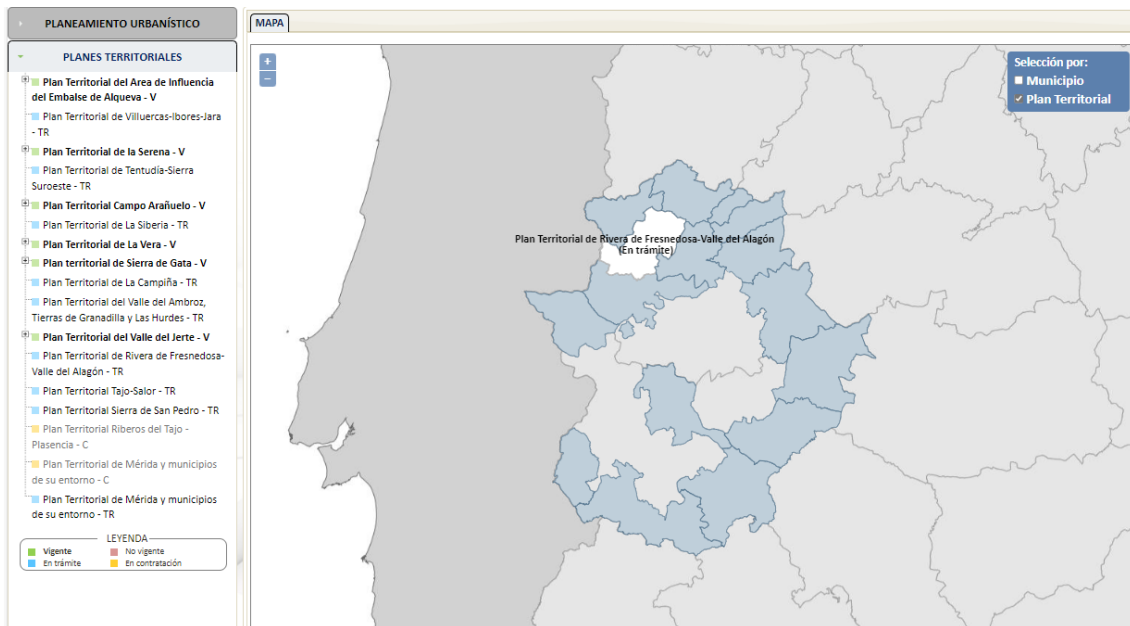 PLANEAMIENTO URBANÍSTICO
PLANES TERRITORIALES
Plan Territorial del Area de Influencia
del Embalse de Alqueva - V
Plan Territorial de Villuercas-Ibores-Jara
- TR
Plan Territorial de la Serena - V
Plan Territorial de Tentudía-Sierra
Suroeste - TR
Plan Territorial Campo Arañuelo - V
Plan Territorial de La Siberia - TR
Plan Territorial de La Vera - V
Plan territorial de Sierra de Gata - V
Plan Territorial de La Campiña - TR
Plan Territorial del Valle del Ambroz,
Tierras de Granadilla y Las Hurdes - TR
Plan Territorial del Valle del Jerte - V
Plan Territorial de Rivera de Fresnedosa-
Valle del Alagón - TR
Plan Territorial Tajo-Salor - TR
Plan Territorial Sierra de San Pedro - TR
Plan Territorial Riberos del Tajo -
Plasencia - C
Plan Territorial de Mérida y municipios
de su entorno - C
Plan Territorial de Mérida y municipios
de su entorno - TR
LEYENDA
Vigente
No vigente
En trámite
En contratación
MAPA
+
−
Selección por:
Municipio
Plan Territorial
Plan Territorial de Rivera de Fresnedosa-Valle del Alagón
(En trámite)